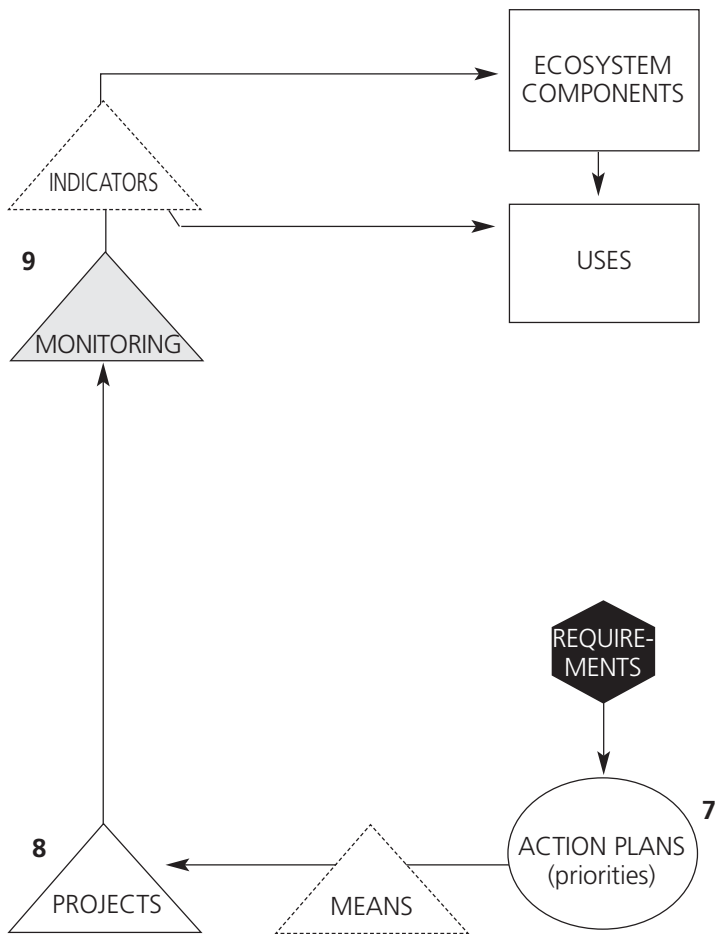 ECOSYSTEM
COMPONENTS
INDICATORS
9
USES
MONITORING
REQUIRE-
MENTS
7
8
ACTION PLANS
(priorities)
PROJECTS
MEANS